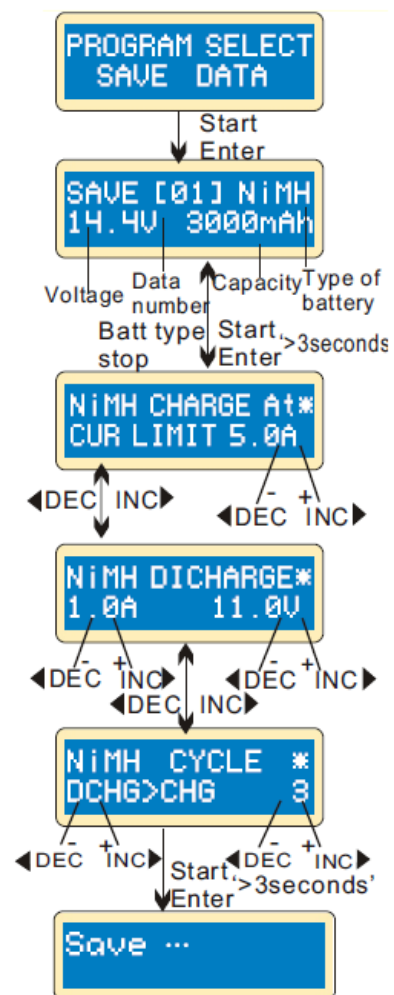 PROGRAM SELECT
SAVE DATA
Start
Enter
SAVE [01] NiMH
14.4V 3000mAh
Voltage
Data
number
Capacity
Type of
battery
Batt type
stop
Start
Enter
'>3seconds
NiMH CHARGE At*
CUR LIMIT 5.0A
◀DEC INC▶
- +
◀DEC INC▶
NiMH DICHARGE*
1.0A 11.0V
- +
◀DEC INC▶
- +
◀DEC INC▶
◀DEC INC▶
NiMH CYCLE *
DCHG>CHG 3
- +
◀DEC INC▶
- +
◀DEC INC▶
Start
Enter
'>3seconds'
Save ...